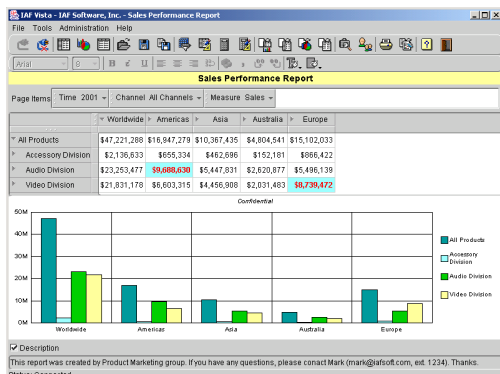 IAF Vista - IAF Software, Inc. - Sales Performance Report
File Tools Administration Help
Arial 8 B i U
Sales Performance Report
Page Items Time 2001 Channel All Channels Measure Sales
Worldwide Americas Asia Australia Europe
All Products $47,221,288 $16,947,279 $10,367,435 $4,804,541 $15,102,033
Accessory Division $2,136,633 $655,334 $462,696 $152,181 $866,422
Audio Division $23,253,477 $9,688,630 $5,447,831 $2,620,877 $5,496,139
Video Division $21,831,178 $6,603,315 $4,456,908 $2,031,483 $8,739,472
Confidential
50M
40M
30M
20M
10M
0M
Worldwide Americas Asia Australia Europe
All Products
Accessory
Division
Audio Division
Video Division
Description
This report was created by Product Marketing group. If you have any questions, please conact Mark (mark@iafsoft.com, ext. 1234). Thanks.
Status: Connected